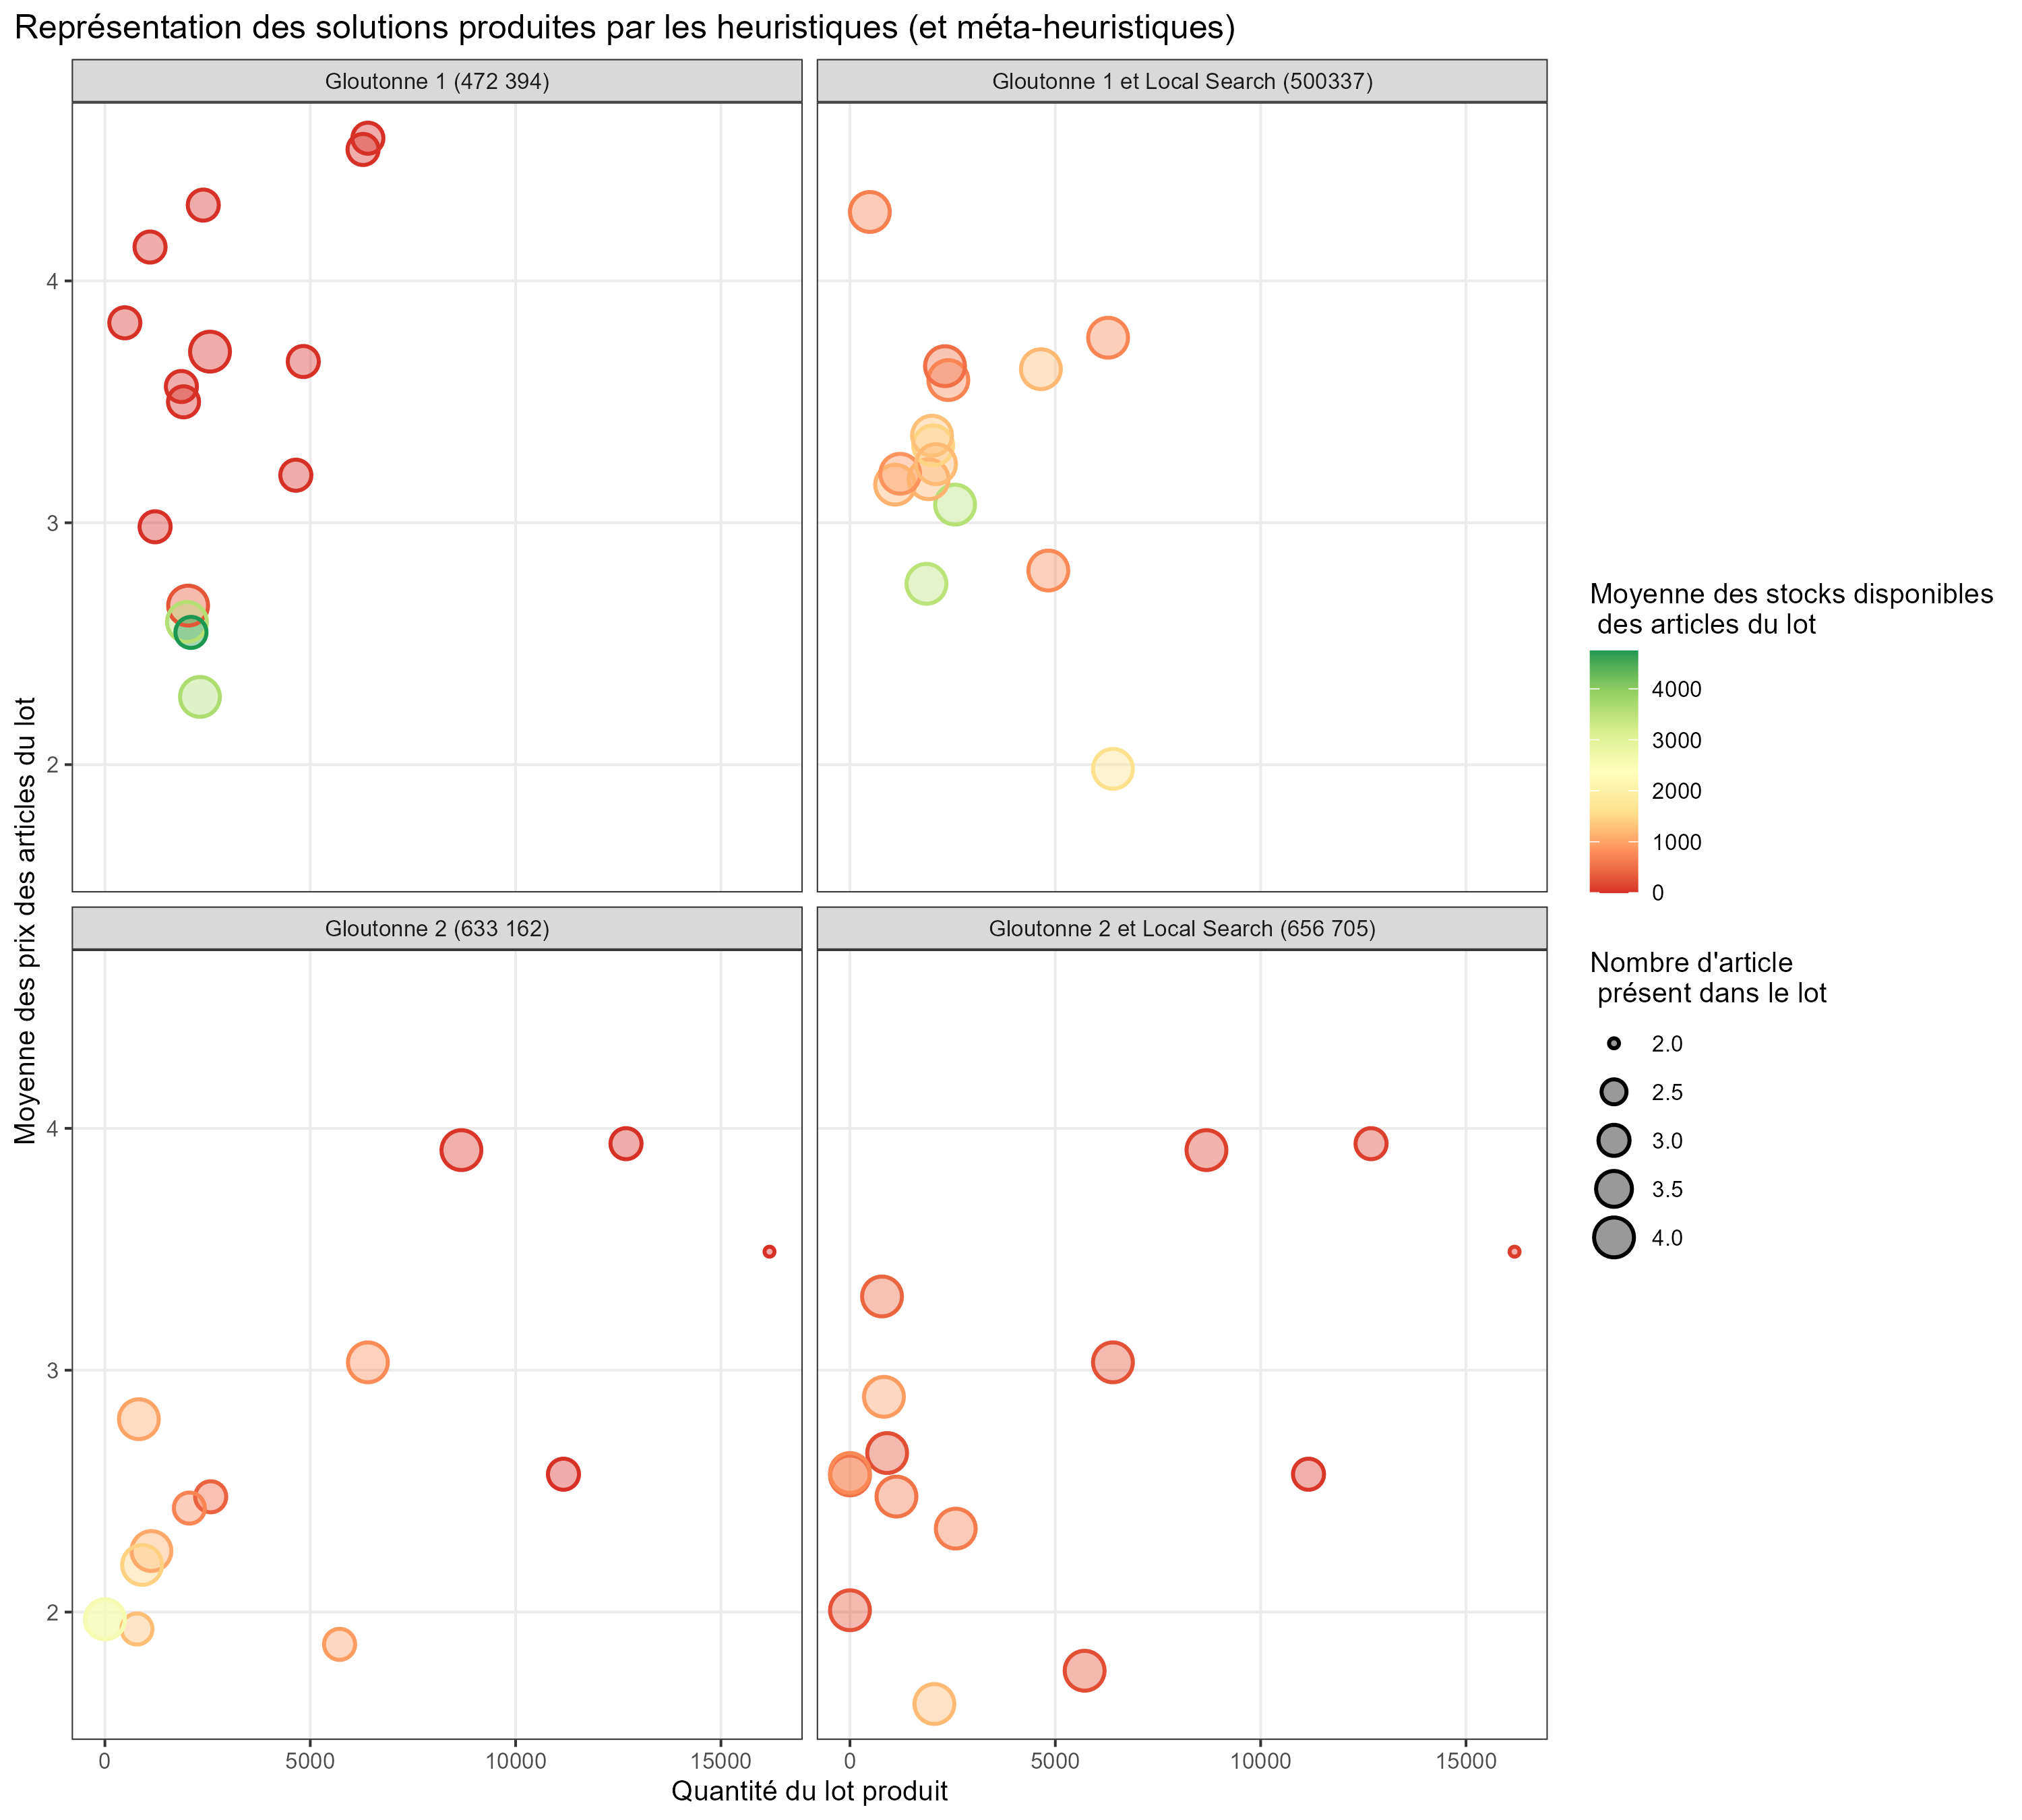 Représentation des solutions produites par les heuristiques (et méta-heuristiques)
Gloutonne 1 (472 394)
Gloutonne 1 et Local Search (500337)
4
3
2
Gloutonne 2 (633 162)
Gloutonne 2 et Local Search (656 705)
4
3
2
0
5000
10000
15000
0
5000
10000
15000
Quantité du lot produit
Moyenne des prix des articles du lot
Moyenne des stocks disponibles
des articles du lot
4000
3000
2000
1000
0
Nombre d'article
présent dans le lot
2.0
2.5
3.0
3.5
4.0